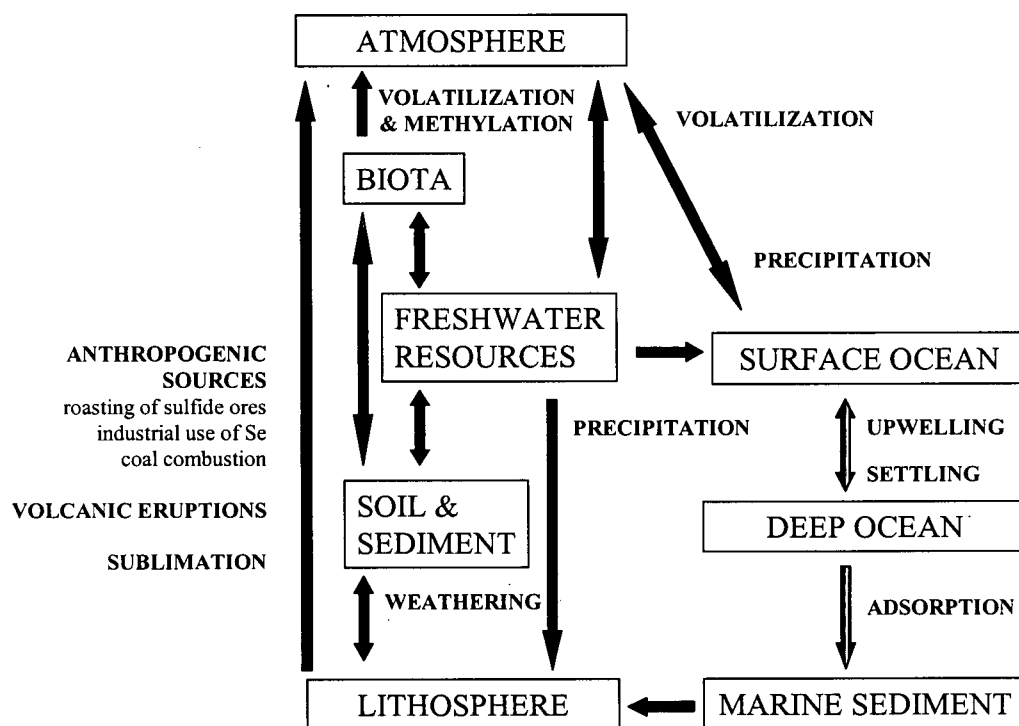 ATMOSPHERE
VOLATILIZATION
& METHYLATION
VOLATILIZATION
BIOTA
PRECIPITATION
FRESHWATER
RESOURCES
SURFACE OCEAN
ANTHROPOGENIC
SOURCES
roasting of sulfide ores
industrial use of Se
coal combustion
PRECIPITATION
UPWELLING
SETTLING
VOLCANIC ERUPTIONS
SOIL &
SEDIMENT
DEEP OCEAN
SUBLIMATION
WEATHERING
ADSORPTION
LITHOSPHERE
MARINE SEDIMENT